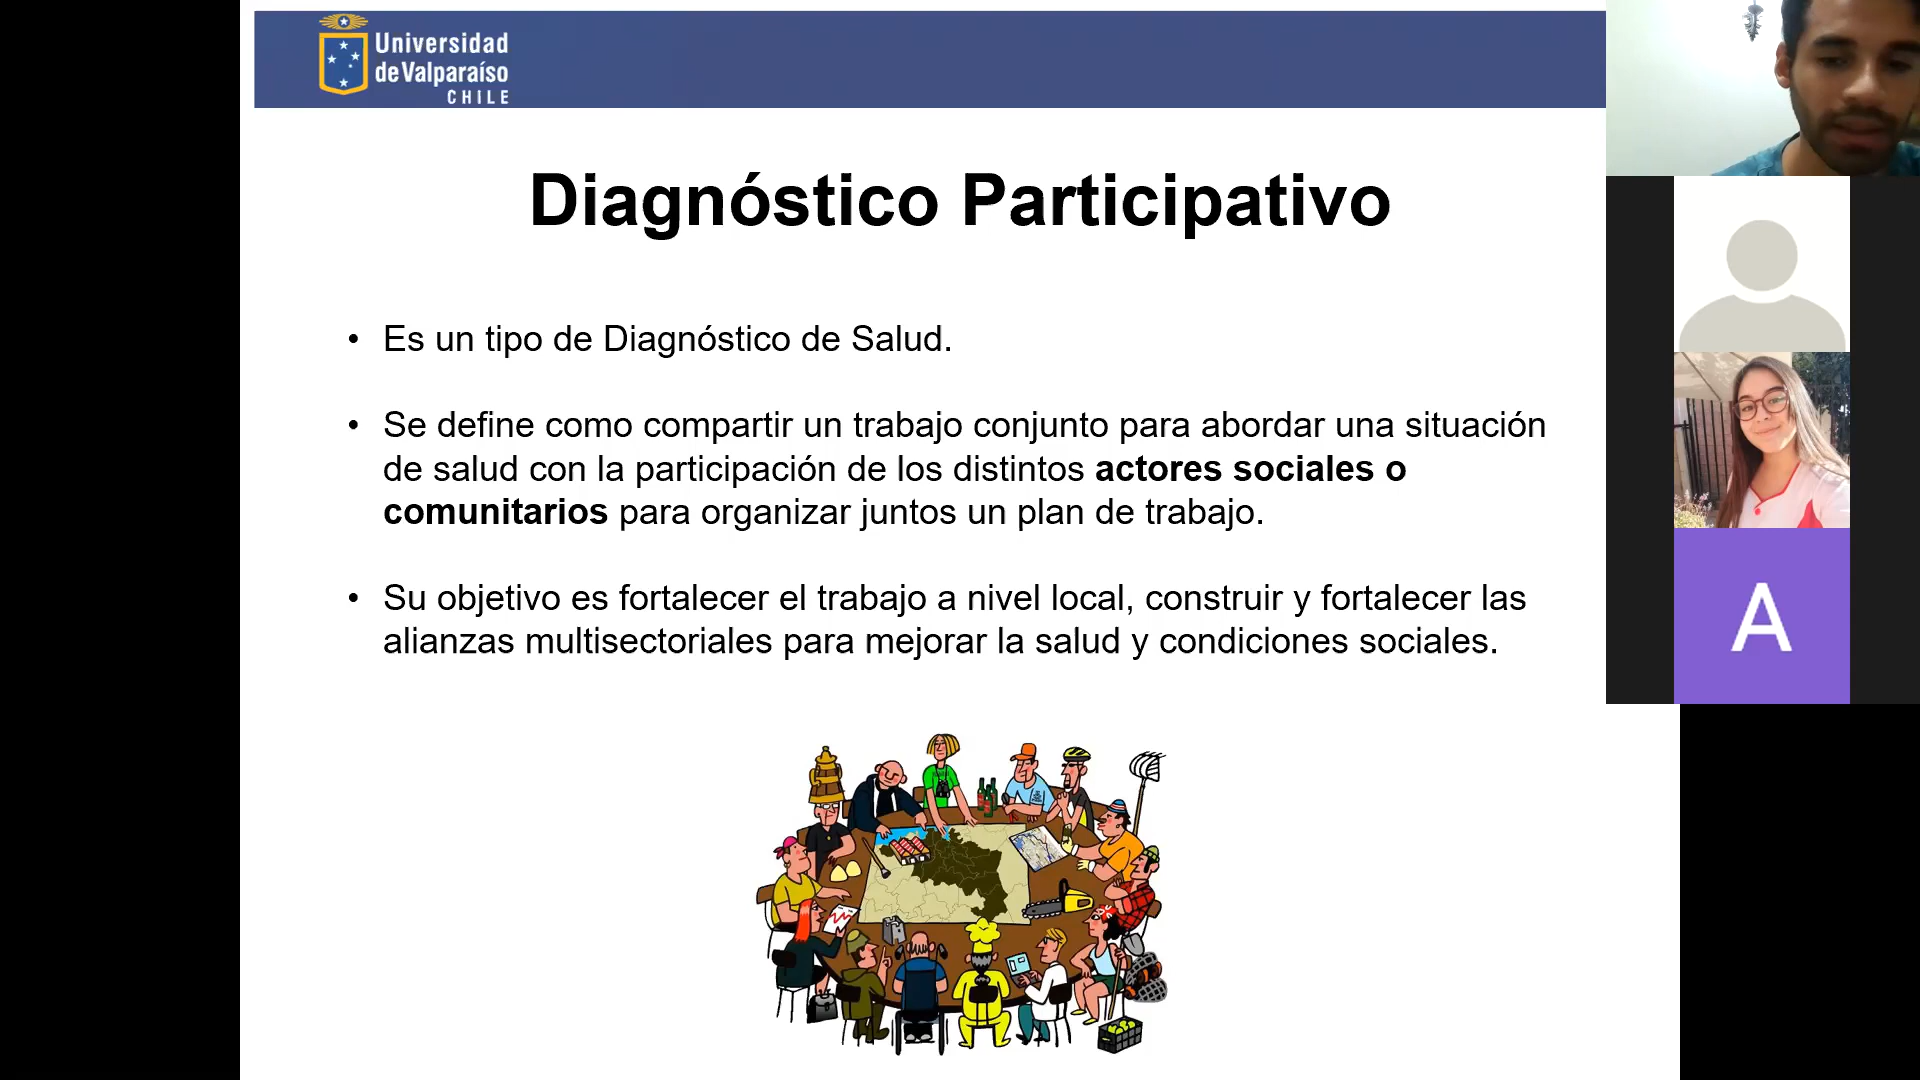 Universidad
de Valparaíso
CHILE
Diagnóstico Participativo
• Es un tipo de Diagnóstico de Salud.
• Se define como compartir un trabajo conjunto para abordar una situación
de salud con la participación de los distintos actores sociales o
comunitarios para organizar juntos un plan de trabajo.
• Su objetivo es fortalecer el trabajo a nivel local, construir y fortalecer las
alianzas multisectoriales para mejorar la salud y condiciones sociales.
A